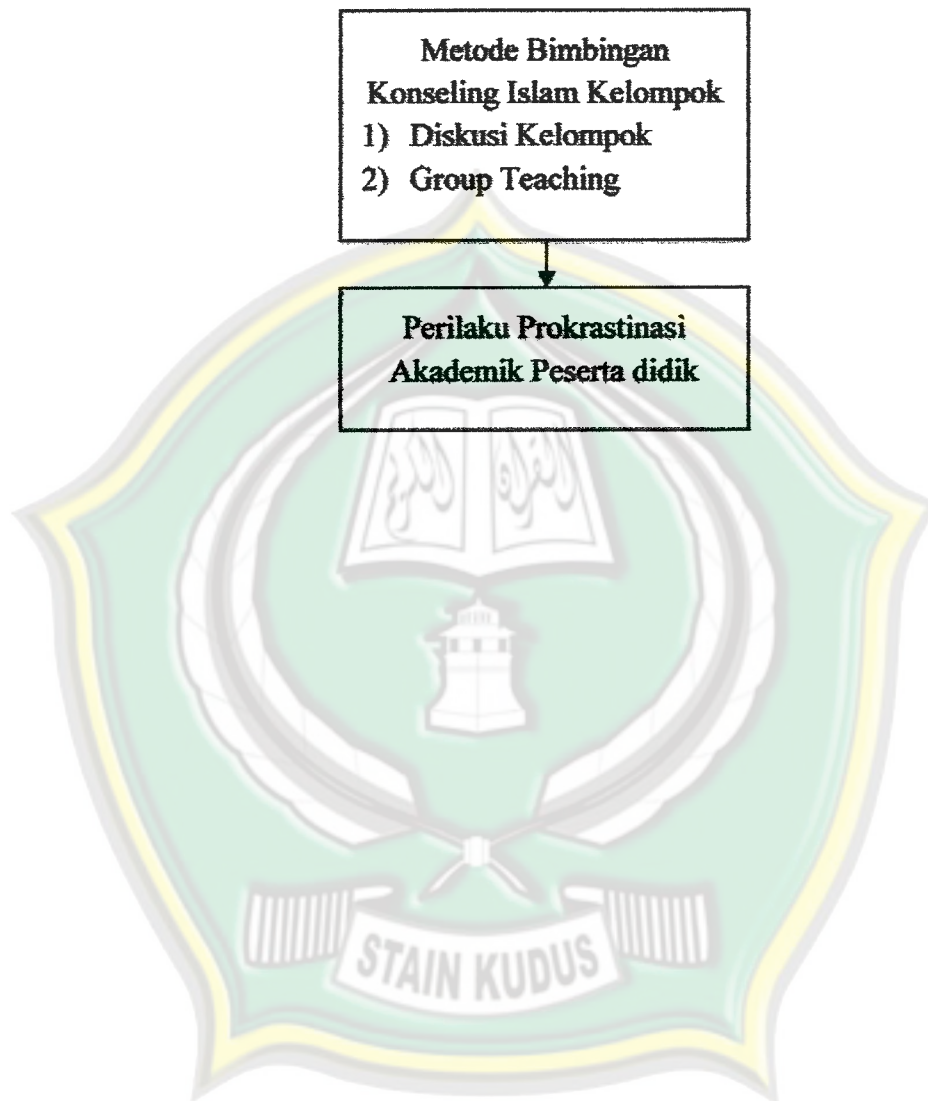 Metode Bimbingan
Konseling Islam Kelompok
1) Diskusi Kelompok
2) Group Teaching
Perilaku Prokrastinasi
Akademik Peserta didik
STAIN KUDUS